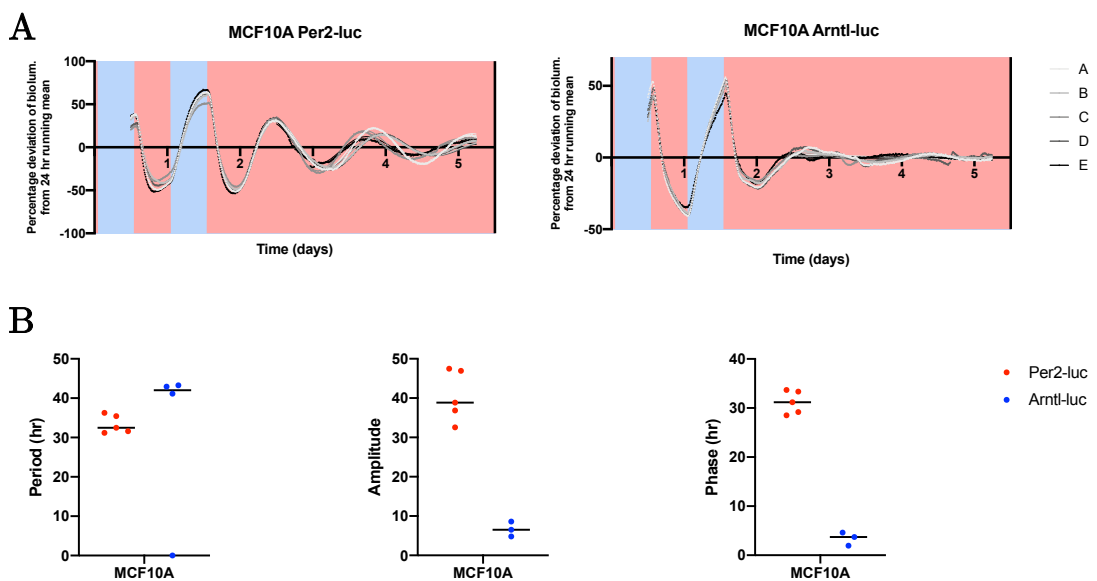 A
MCF10A Per2-luc
MCF10A Arntl-luc
Percentage deviation of biolum.
from 24 hr running mean
100
50
0
-50
-100
1
2
3
4
5
Time (days)
Percentage deviation of biolum.
from 24 hr running mean
50
0
-50
1
2
3
4
5
Time (days)
A
B
C
D
E
B
Period (hr)
50
40
30
20
10
0
MCF10A
Amplitude
50
40
30
20
10
0
MCF10A
Phase (hr)
40
30
20
10
0
MCF10A
Per2-luc
Arntl-luc